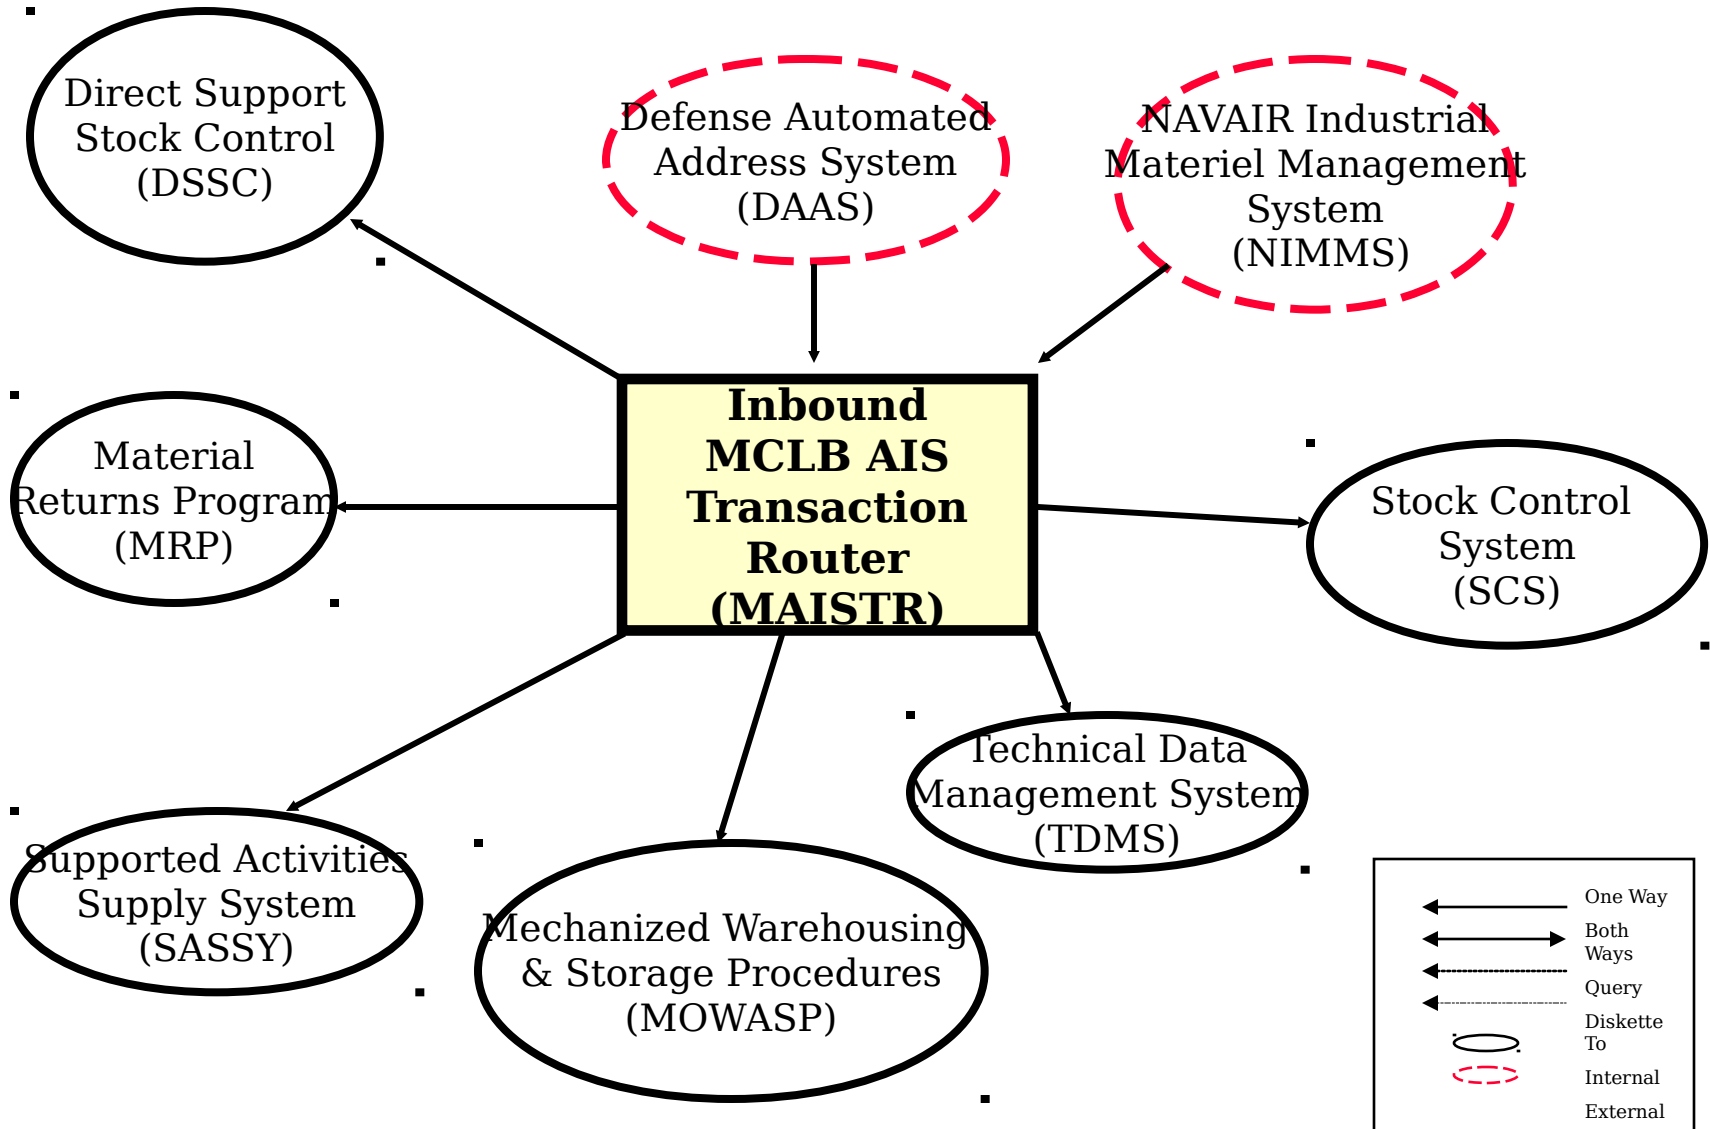 Direct Support
Stock Control
(DSSC)
Defense Automated
Address System
(DAAS)
NAVAIR Industrial
Materiel Management
System
(NIMMS)
Inbound
MCLB AIS
Transaction
Router
(MAISTR)
Material
Returns Program
(MRP)
Stock Control
System
(SCS)
Technical Data
Management System
(TDMS)
Supported Activities
Supply System
(SASSY)
Mechanized Warehousing
& Storage Procedures
(MOWASP)
One Way
Both
Ways
Query
Diskette
To
Internal
External